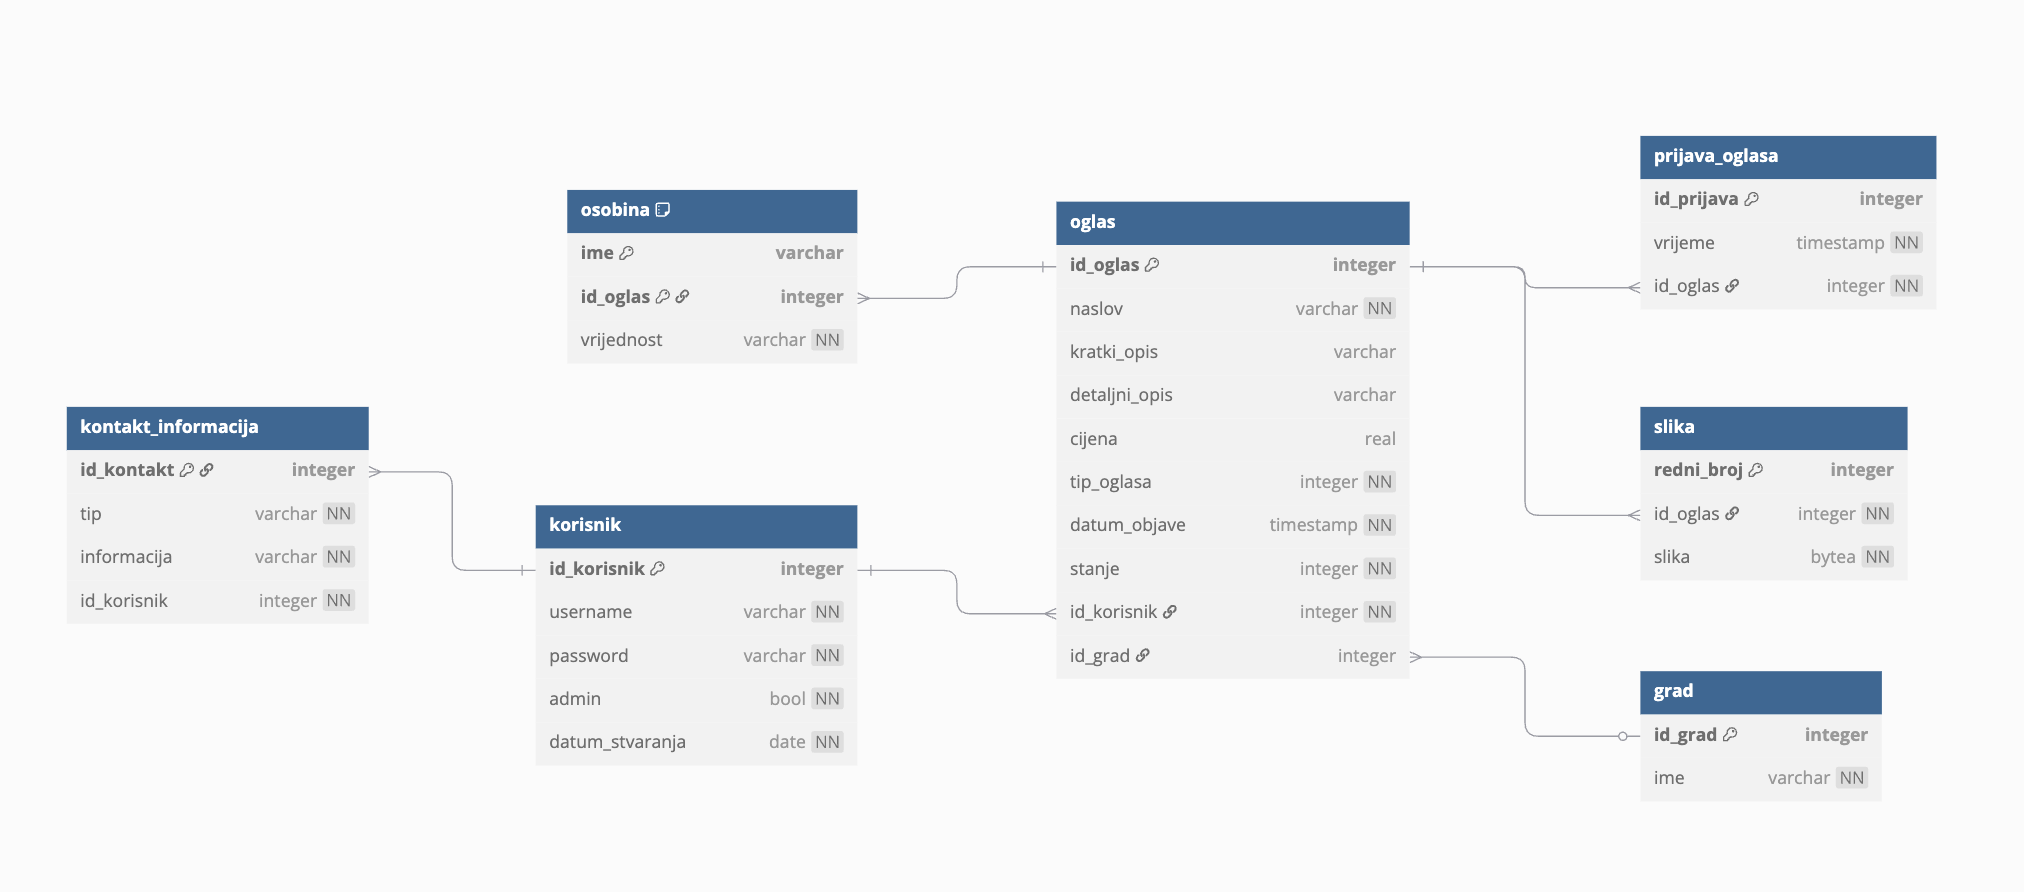 osobina
ime varchar
id_oglas integer
vrijednost varchar NN
kontakt_informacija
id_kontakt integer
tip varchar NN
informacija varchar NN
id_korisnik integer NN
korisnik
id_korisnik integer
username varchar NN
password varchar NN
admin bool NN
datum_stvaranja date NN
oglas
id_oglas integer
naslov varchar NN
kratki_opis varchar
detaljni_opis varchar
cijena real
tip_oglasa integer NN
datum_objave timestamp NN
stanje integer NN
id_korisnik integer NN
id_grad integer
prijava_oglasa
id_prijava integer
vrijeme timestamp NN
id_oglas integer NN
slika
redni_broj integer
id_oglas integer NN
slika bytea NN
grad
id_grad integer
ime varchar NN